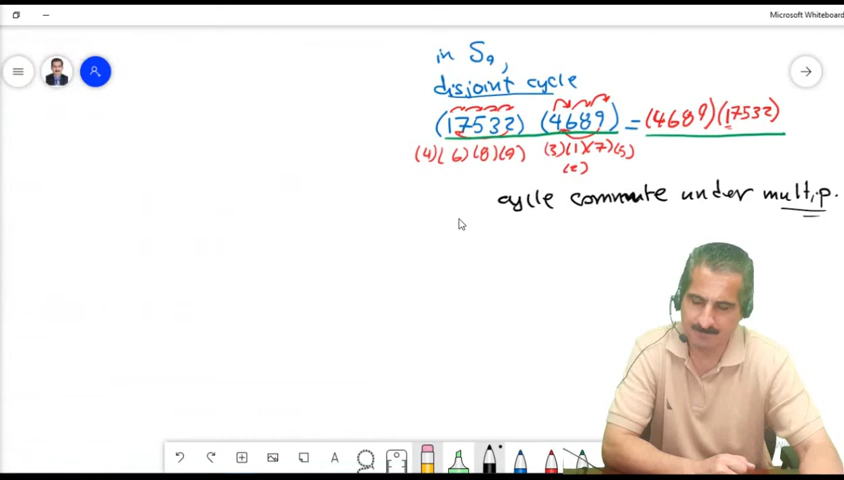 Microsoft Whiteboard
in S9,
disjoint cycle
(17532) (4689) = (4689)(17532)
(4)(6)(8)(9) (3)(1)(7)(5)
(2)
cycle commute under multip.
A